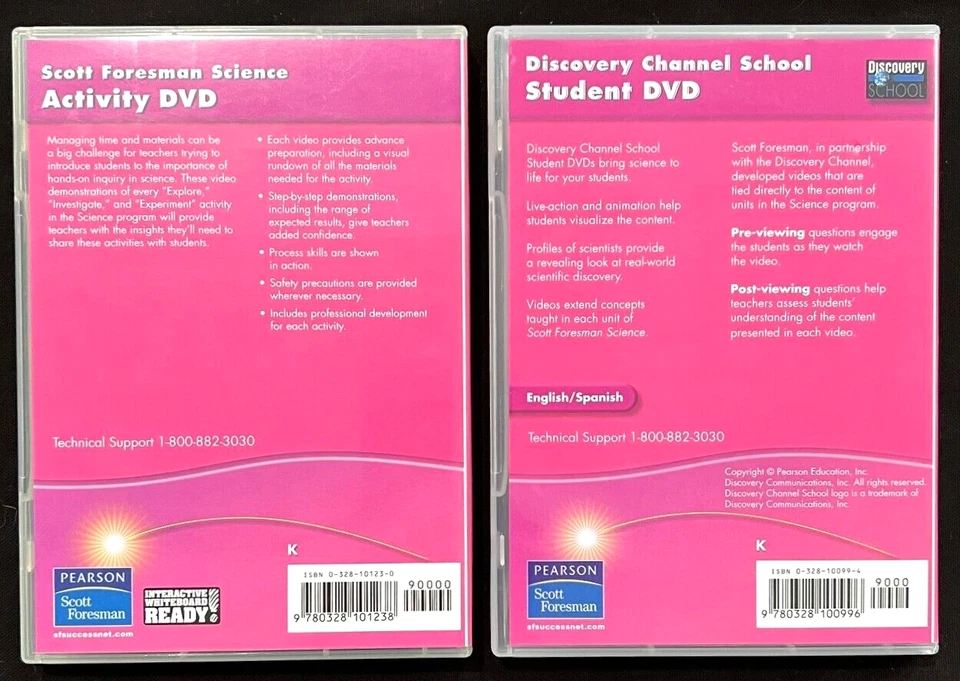 Scott Foresman Science
Activity DVD
Managing time and materials can be
a big challenge for teachers trying to
introduce students to the importance of
hands-on inquiry in science. These video
demonstrations of every "Explore,"
"Investigate," and "Experiment" activity
in the Science program will provide
teachers with the insights they'll need to
share these activities with students.
• Each video provides advance
preparation, including a visual
rundown of all the materials
needed for the activity.
• Step-by-step demonstrations,
including the range of
expected results, give teachers
added confidence.
• Process skills are shown
in action.
• Safety precautions are provided
wherever necessary.
• Includes professional development
for each activity.
Technical Support 1-800-882-3030
K
PEARSON
Scott
Foresman
sfsuccessnet.com
INTERACTIVE
WHITEBOARD
READY!
ISBN 0-328-10123-0
90000
9 780328 101238
Discovery Channel School
Student DVD
Discovery
SCHOOL
Discovery Channel School
Student DVDs bring science to
life for your students.
Live-action and animation help
students visualize the content.
Profiles of scientists provide
a revealing look at real-world
scientific discovery.
Videos extend concepts
taught in each unit of
Scott Foresman Science.
Scott Foresman, in partnership
with the Discovery Channel,
developed videos that are
tied directly to the content of
units in the Science program.
Pre-viewing questions engage
the students as they watch
the video.
Post-viewing questions help
teachers assess students'
understanding of the content
presented in each video.
English/Spanish
Technical Support 1-800-882-3030
Copyright © Pearson Education, Inc.
Discovery Communications, Inc. All rights reserved.
Discovery Channel School logo is a trademark of
Discovery Communications, Inc.
K
PEARSON
Scott
Foresman
sfsuccessnet.com
ISBN 0-328-10099-4
9000
9 780328 100996